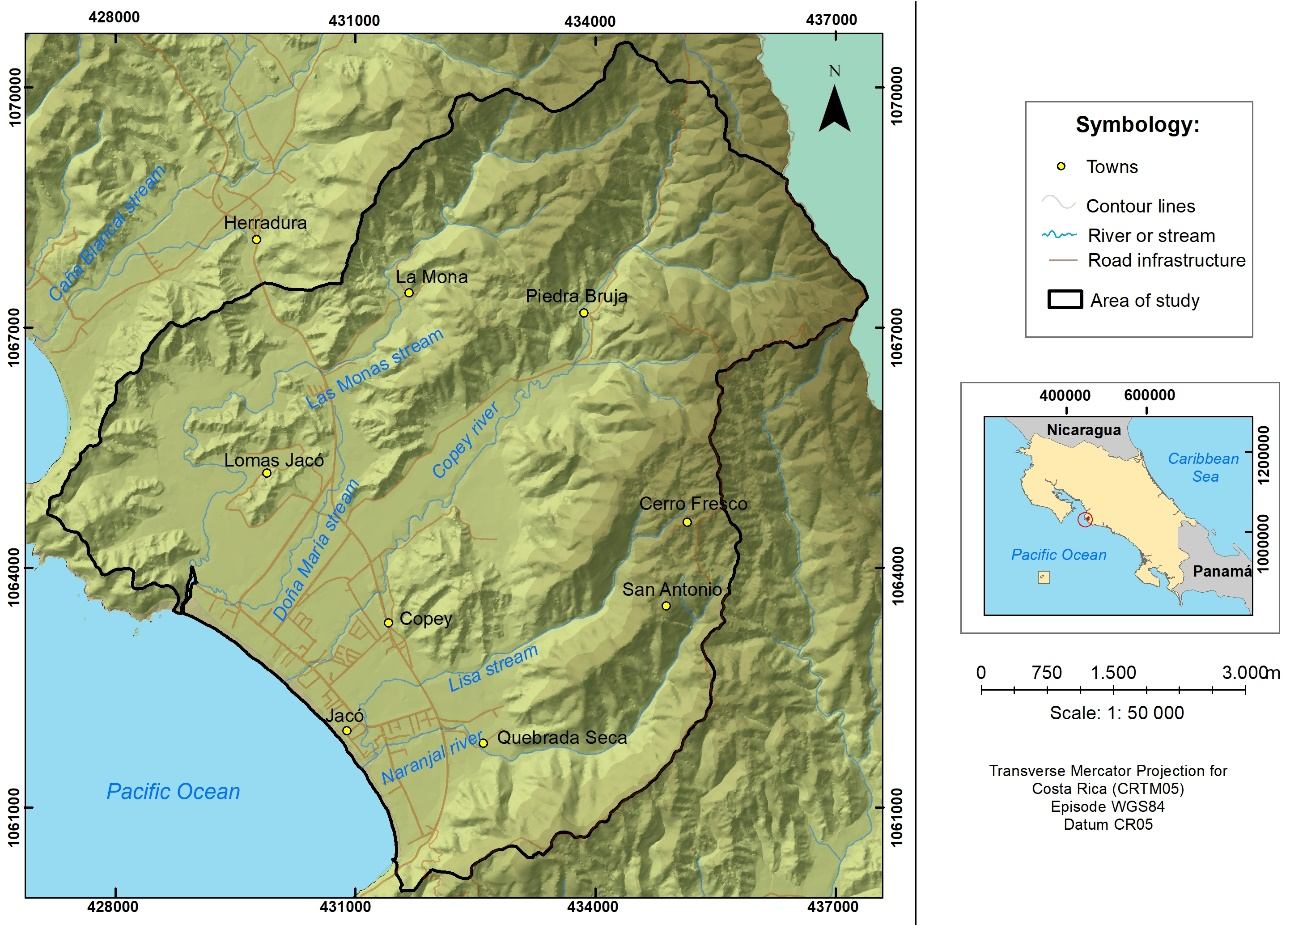 428000
431000
434000
437000
1070000
1070000
N
Caña Blancal stream
Herradura
La Mona
Piedra Bruja
1067000
1067000
Las Monas stream
Copey river
Lomas Jacó
Cerro Fresco
1064000
1064000
Doña María stream
San Antonio
Copey
Lisa stream
Jacó
Quebrada Seca
Naranjal river
Pacific Ocean
1061000
1061000
428000
431000
434000
437000
Symbology:
Towns
Contour lines
River or stream
Road infrastructure
Area of study
400000
600000
Nicaragua
Caribbean
Sea
1200000
Pacific Ocean
1000000
Panamá
0
750
1.500
3.000m
Scale: 1: 50 000
Transverse Mercator Projection for
Costa Rica (CRTM05)
Episode WGS84
Datum CR05